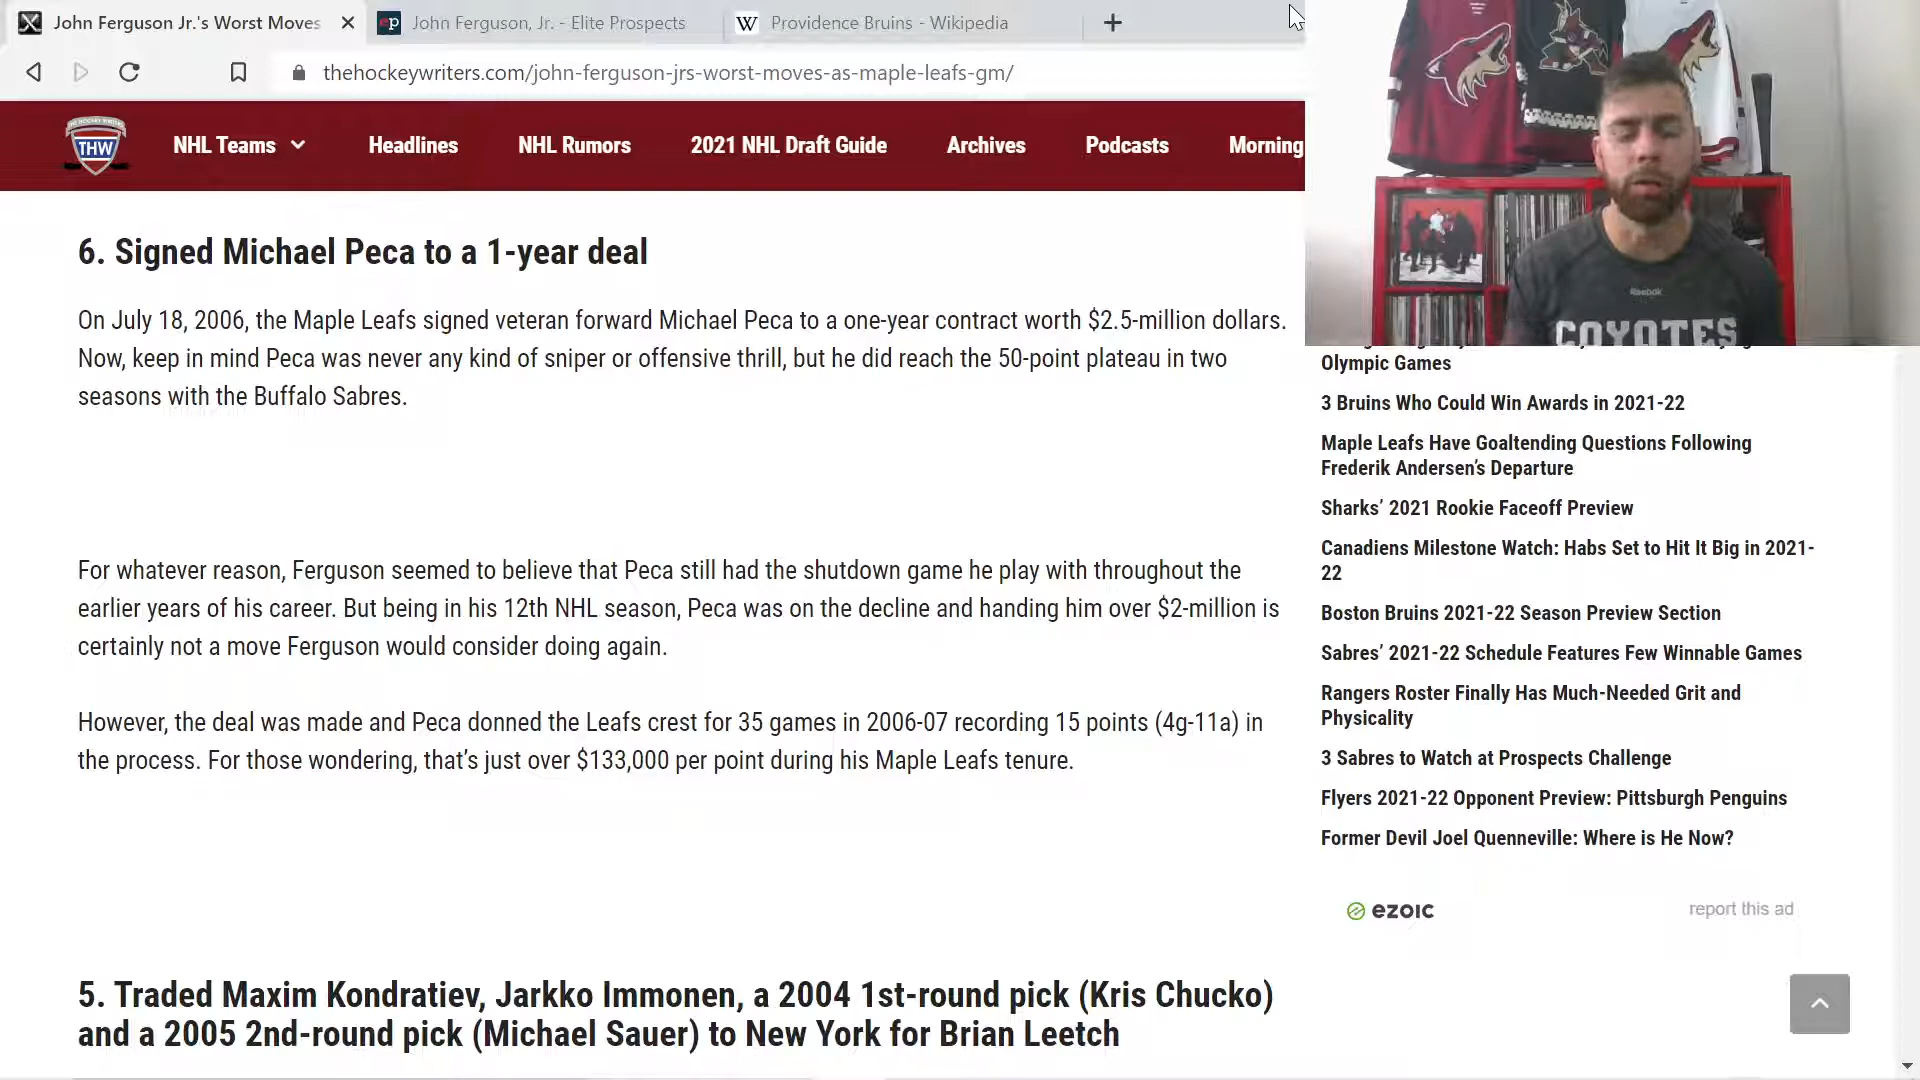 John Ferguson Jr.'s Worst Moves
ep John Ferguson, Jr. - Elite Prospects
W Providence Bruins - Wikipedia
thehockeywriters.com/john-ferguson-jrs-worst-moves-as-maple-leafs-gm/
THW
NHL Teams
Headlines
NHL Rumors
2021 NHL Draft Guide
Archives
Podcasts
Morning
Reebok
COYOTES
6. Signed Michael Peca to a 1-year deal
On July 18, 2006, the Maple Leafs signed veteran forward Michael Peca to a one-year contract worth $2.5-million dollars.
Now, keep in mind Peca was never any kind of sniper or offensive thrill, but he did reach the 50-point plateau in two
seasons with the Buffalo Sabres.
For whatever reason, Ferguson seemed to believe that Peca still had the shutdown game he play with throughout the
earlier years of his career. But being in his 12th NHL season, Peca was on the decline and handing him over $2-million is
certainly not a move Ferguson would consider doing again.
However, the deal was made and Peca donned the Leafs crest for 35 games in 2006-07 recording 15 points (4g-11a) in
the process. For those wondering, that's just over $133,000 per point during his Maple Leafs tenure.
5. Traded Maxim Kondratiev, Jarkko Immonen, a 2004 1st-round pick (Kris Chucko)
and a 2005 2nd-round pick (Michael Sauer) to New York for Brian Leetch
Olympic Games
3 Bruins Who Could Win Awards in 2021-22
Maple Leafs Have Goaltending Questions Following
Frederik Andersen's Departure
Sharks' 2021 Rookie Faceoff Preview
Canadiens Milestone Watch: Habs Set to Hit It Big in 2021-
22
Boston Bruins 2021-22 Season Preview Section
Sabres' 2021-22 Schedule Features Few Winnable Games
Rangers Roster Finally Has Much-Needed Grit and
Physicality
3 Sabres to Watch at Prospects Challenge
Flyers 2021-22 Opponent Preview: Pittsburgh Penguins
Former Devil Joel Quenneville: Where is He Now?
ezoic
report this ad